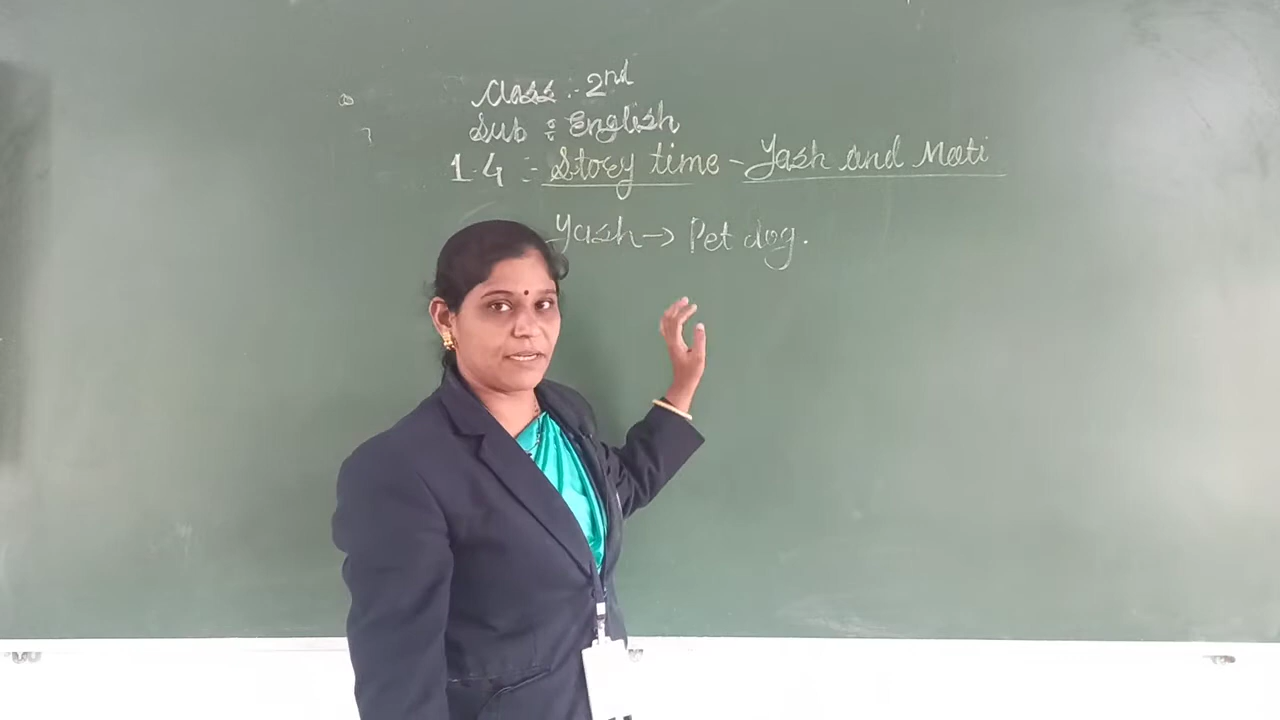 Class :- 2nd
Sub : English
1.4 :- Story time - Yash and Moti
Yash → Pet dog.